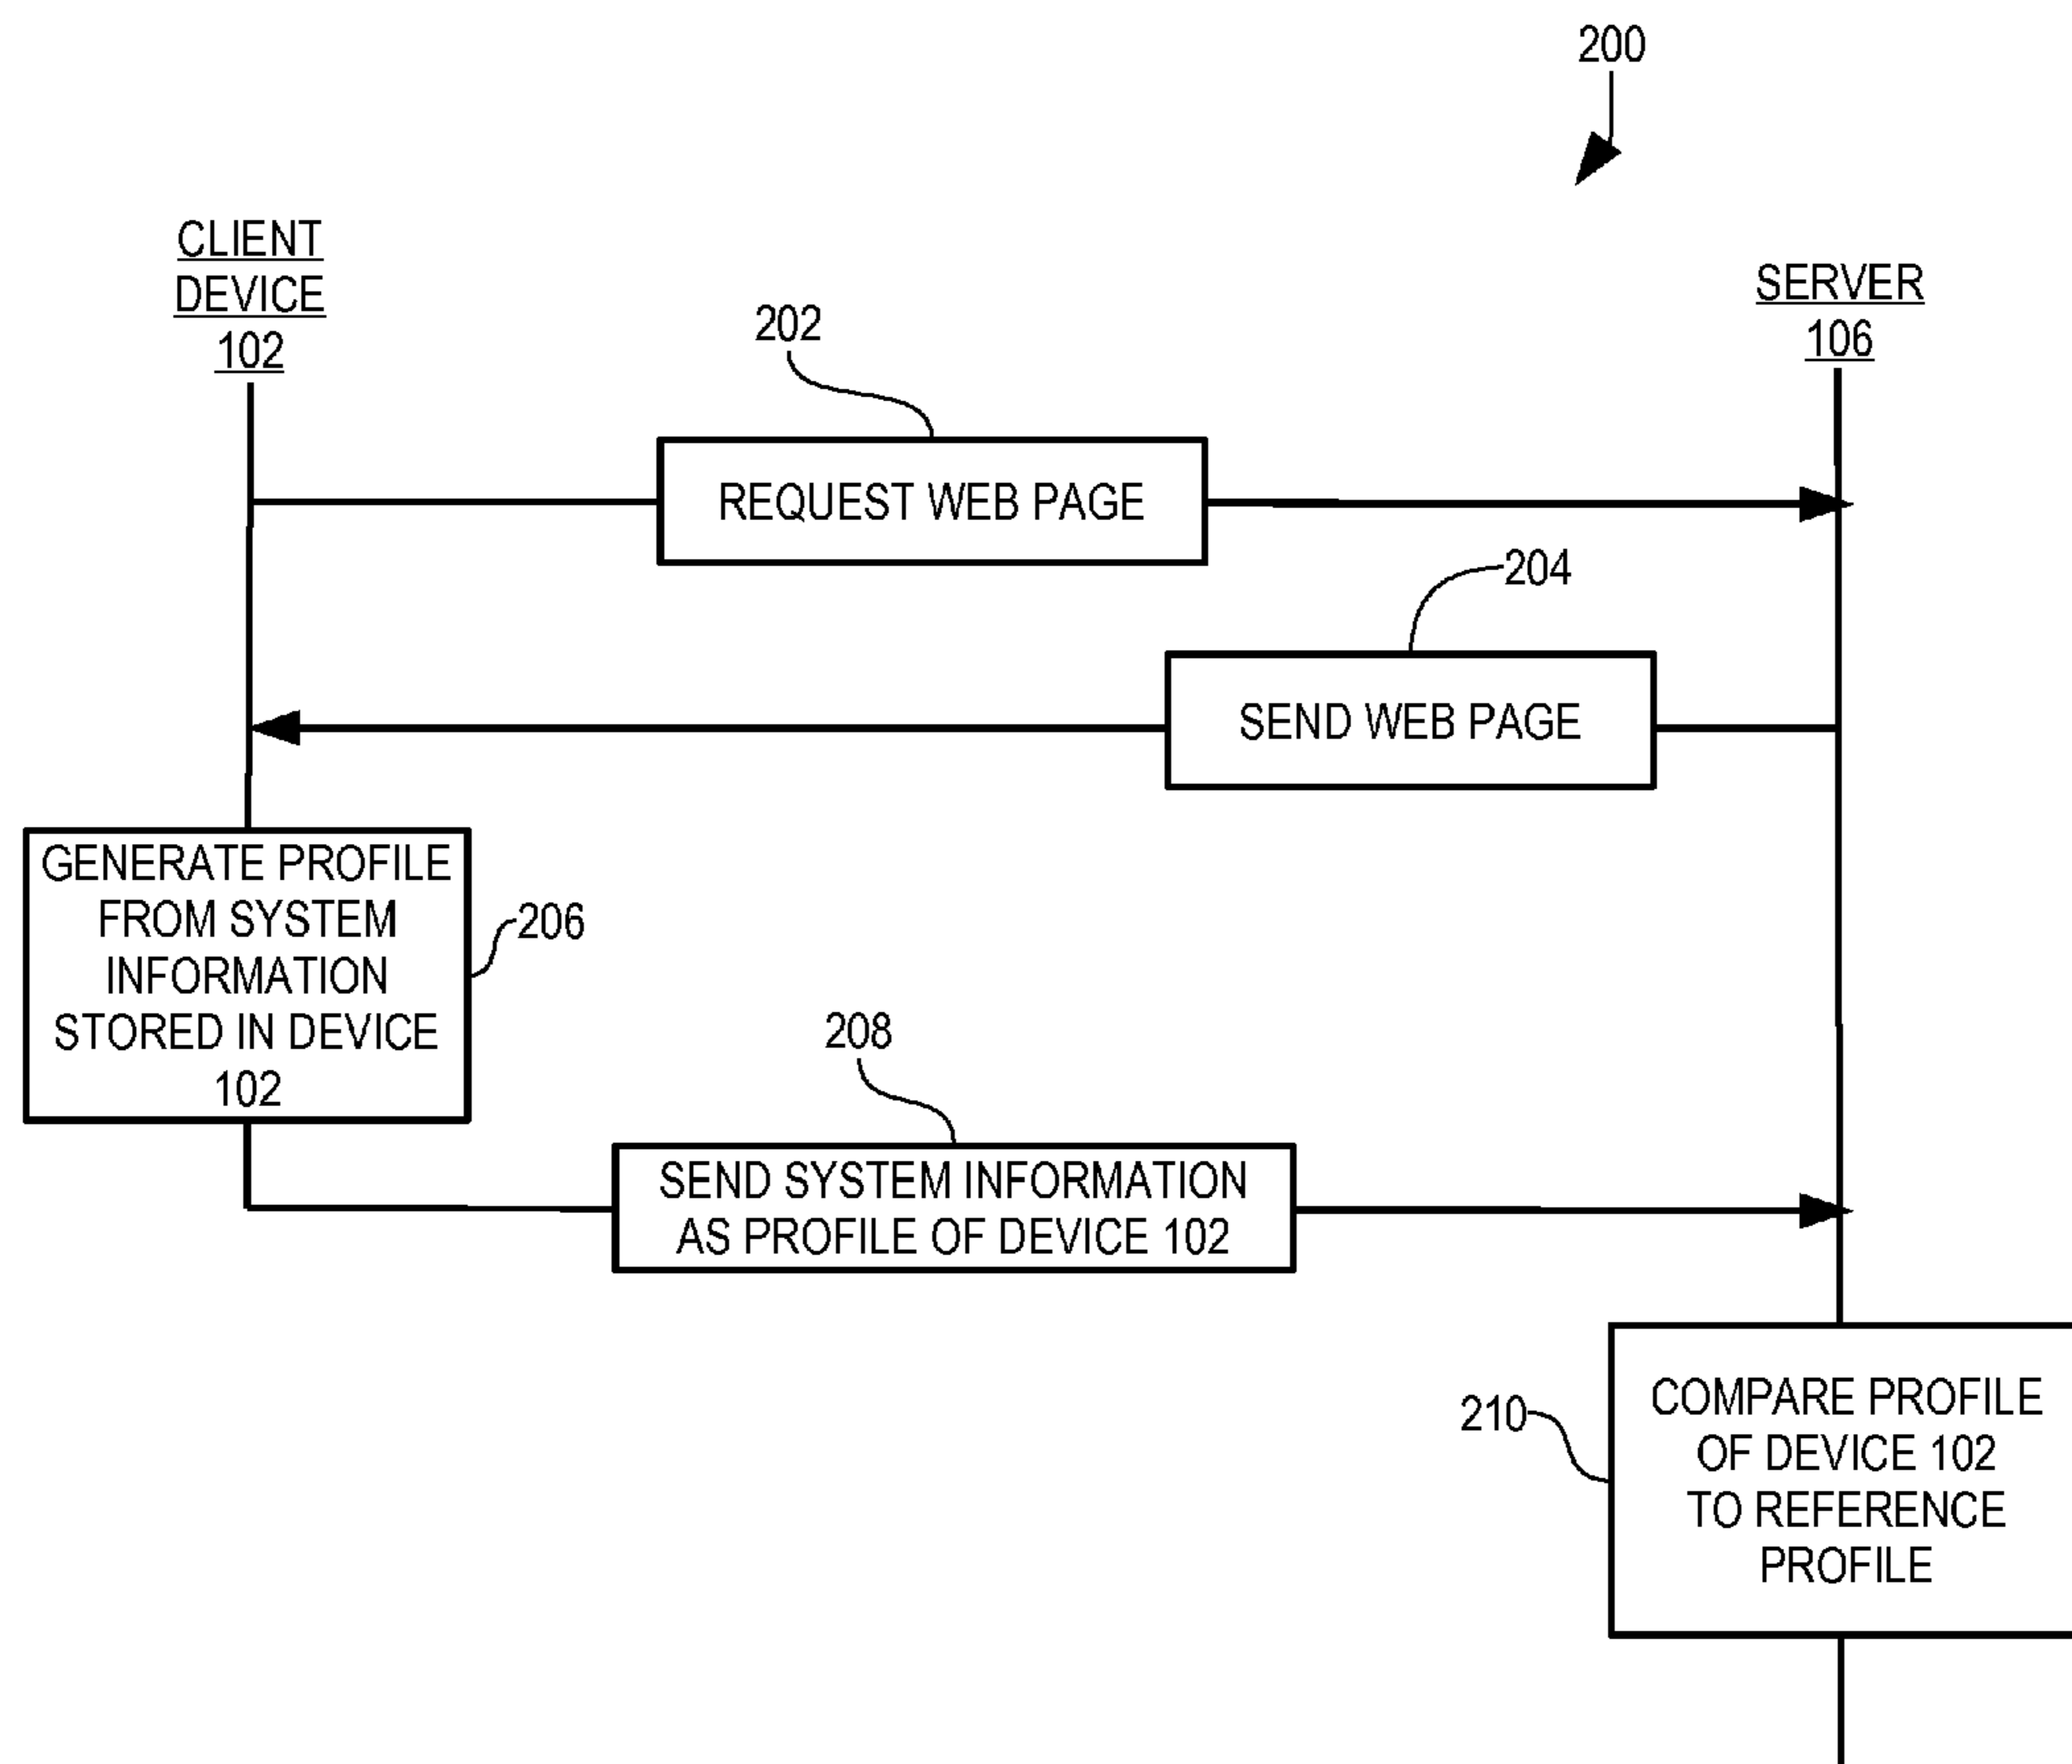 200
CLIENT
DEVICE
102
SERVER
106
202
REQUEST WEB PAGE
204
SEND WEB PAGE
GENERATE PROFILE
FROM SYSTEM
INFORMATION
STORED IN DEVICE
102
206
208
SEND SYSTEM INFORMATION
AS PROFILE OF DEVICE 102
210
COMPARE PROFILE
OF DEVICE 102
TO REFERENCE
PROFILE